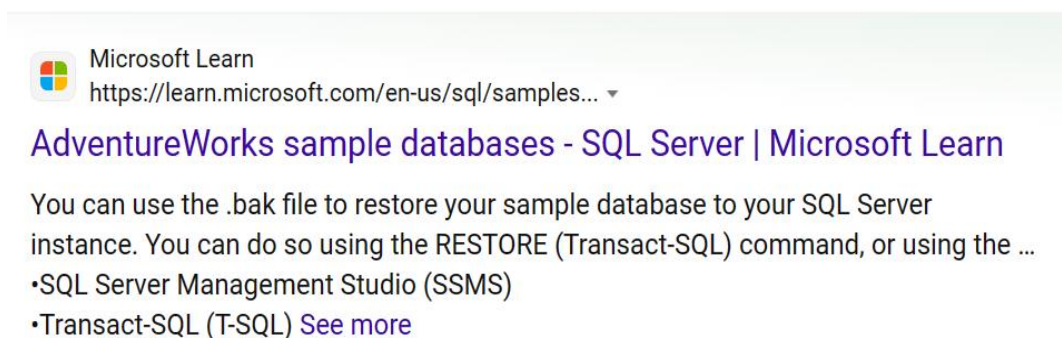 Microsoft Learn
https://learn.microsoft.com/en-us/sql/samples...
AdventureWorks sample databases - SQL Server | Microsoft Learn
You can use the .bak file to restore your sample database to your SQL Server
instance. You can do so using the RESTORE (Transact-SQL) command, or using the ...
•SQL Server Management Studio (SSMS)
•Transact-SQL (T-SQL) See more